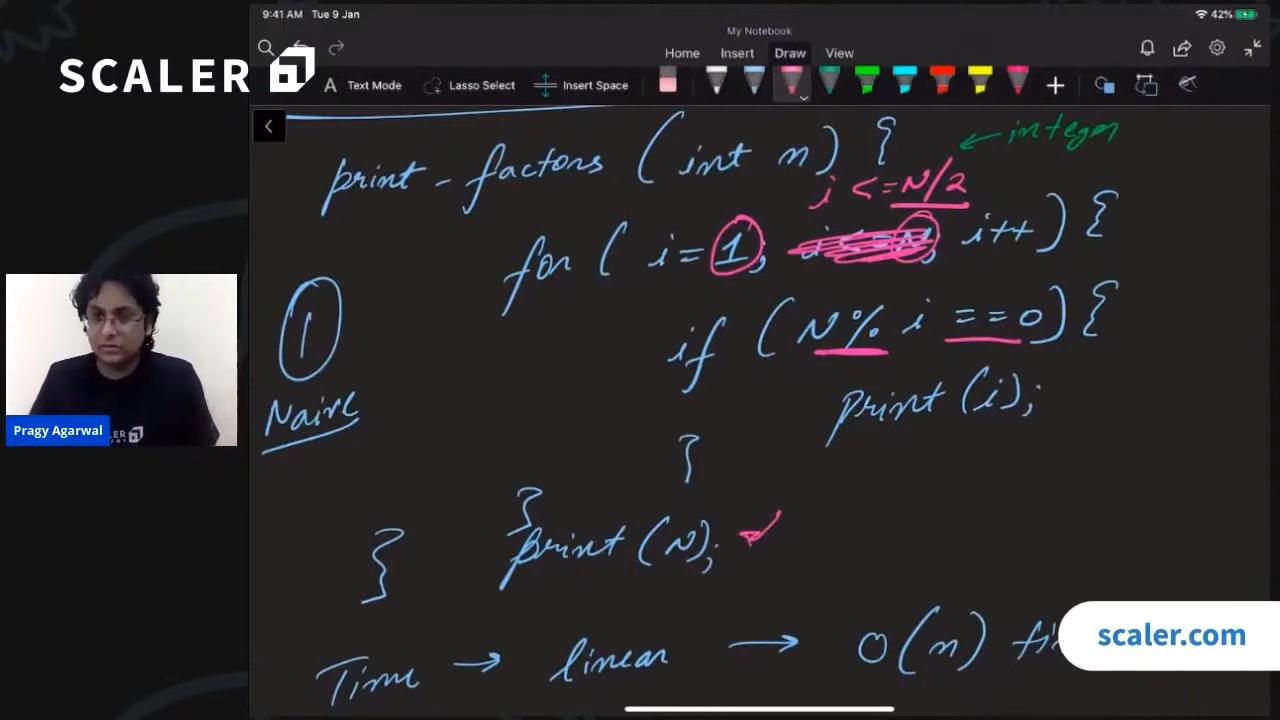 9:41 AM Tue 9 Jan
42%
My Notebook
SCALER
Home Insert Draw View
Text Mode Lasso Select Insert Space
print-factors (int n) {
← integer
i <= N/2
for ( i = 1; i++) {
if (N % i == 0) {
①
Naive
print (i);
}
}
print (N);
}
Pragy Agarwal
Time → linear → O(n)
scaler.com